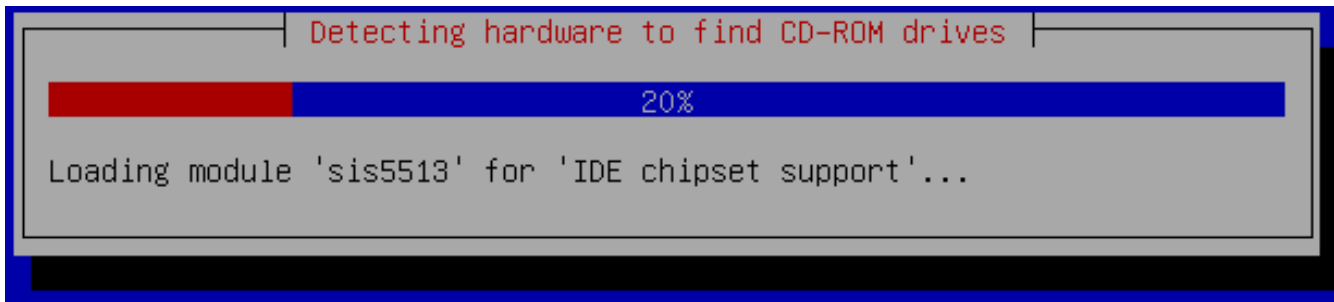 Detecting hardware to find CD-ROM drives
20%
Loading module 'sis5513' for 'IDE chipset support'...